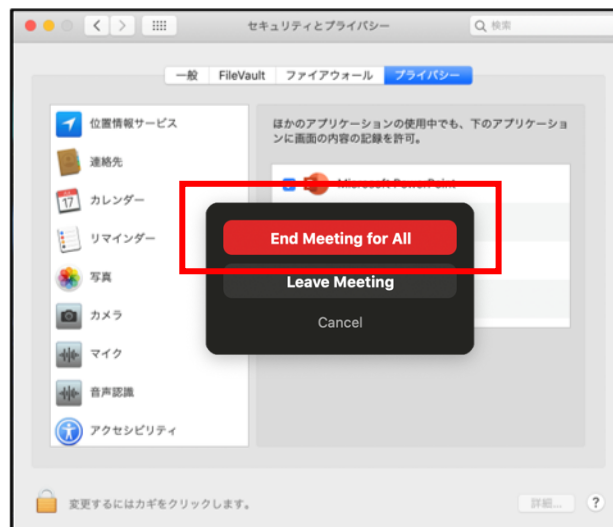 セキュリティとプライバシー
検索
一般 FileVault ファイアウォール プライバシー
位置情報サービス
連絡先
カレンダー
リマインダー
写真
カメラ
マイク
音声認識
アクセシビリティ
ほかのアプリケーションの使用中でも、下のアプリケーショ
ンに画面の内容の記録を許可。
Microsoft PowerPoint
End Meeting for All
Leave Meeting
Cancel
変更するにはカギをクリックします。
詳細... ?
17